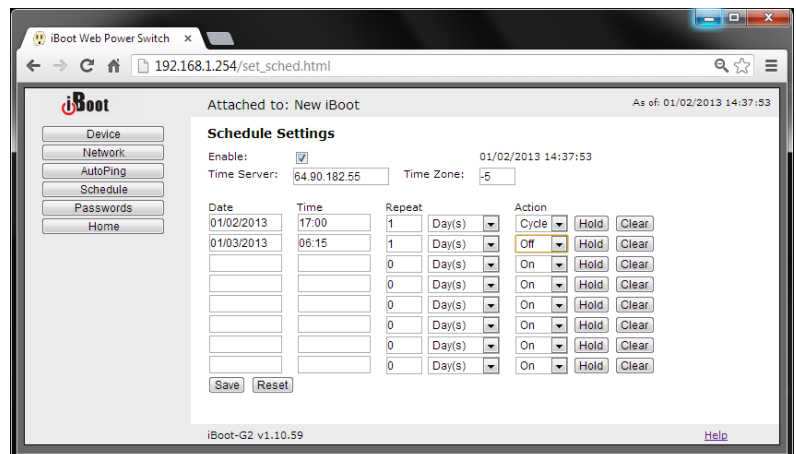 iBoot Web Power Switch
192.168.1.254/set_sched.html
iBoot
Attached to: New iBoot
As of: 01/02/2013 14:37:53
Device
Network
AutoPing
Schedule
Passwords
Home
Schedule Settings
Enable: 01/02/2013 14:37:53
Time Server: 64.90.182.55 Time Zone: -5
Date Time Repeat Action
01/02/2013 17:00 1 Day(s) Cycle Hold Clear
01/03/2013 06:15 1 Day(s) Off Hold Clear
0 Day(s) On Hold Clear
0 Day(s) On Hold Clear
0 Day(s) On Hold Clear
0 Day(s) On Hold Clear
0 Day(s) On Hold Clear
0 Day(s) On Hold Clear
Save Reset
iBoot-G2 v1.10.59 Help